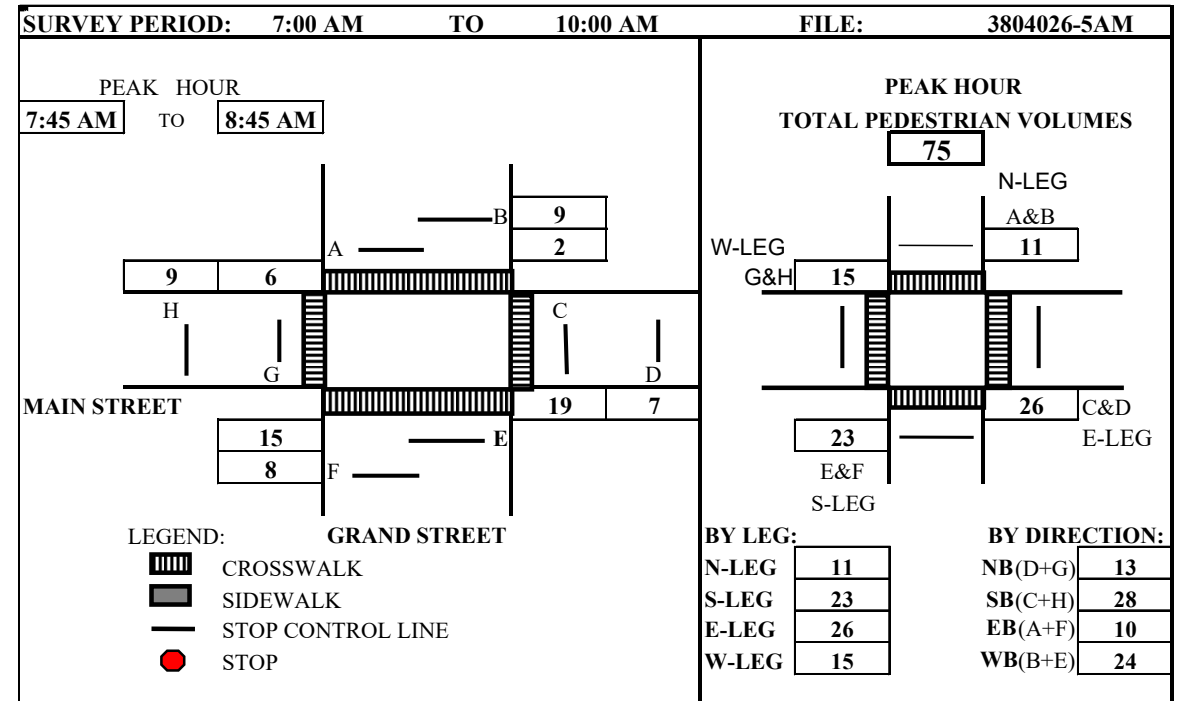 SURVEY PERIOD: 7:00 AM TO 10:00 AM FILE: 3804026-5AM
PEAK HOUR
7:45 AM TO 8:45 AM
B 9
A 2
9 6
H
G
C
D
MAIN STREET
19 7
15 E
8 F
GRAND STREET
LEGEND:
CROSSWALK
SIDEWALK
STOP CONTROL LINE
STOP
PEAK HOUR
TOTAL PEDESTRIAN VOLUMES
75
N-LEG
A&B
11
W-LEG
G&H 15
26 C&D
E-LEG
23
E&F
S-LEG
BY LEG:
N-LEG 11
S-LEG 23
E-LEG 26
W-LEG 15
BY DIRECTION:
NB(D+G) 13
SB(C+H) 28
EB(A+F) 10
WB(B+E) 24